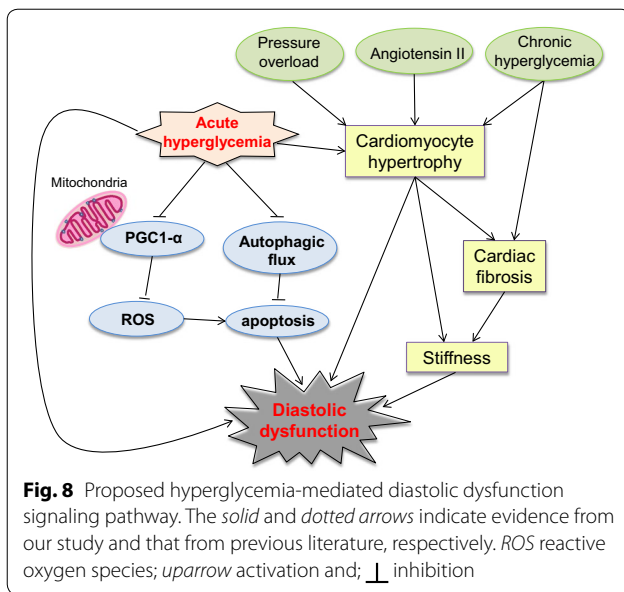 Pressure
overload
Angiotensin II
Chronic
hyperglycemia
Acute
hyperglycemia
Cardiomyocyte
hypertrophy
Mitochondria
PGC1-α
Autophagic
flux
Cardiac
fibrosis
ROS
apoptosis
Stiffness
Diastolic
dysfunction
Fig. 8 Proposed hyperglycemia-mediated diastolic dysfunction
signaling pathway. The solid and dotted arrows indicate evidence from
our study and that from previous literature, respectively. ROS reactive
oxygen species; uparrow activation and; ⊥ inhibition